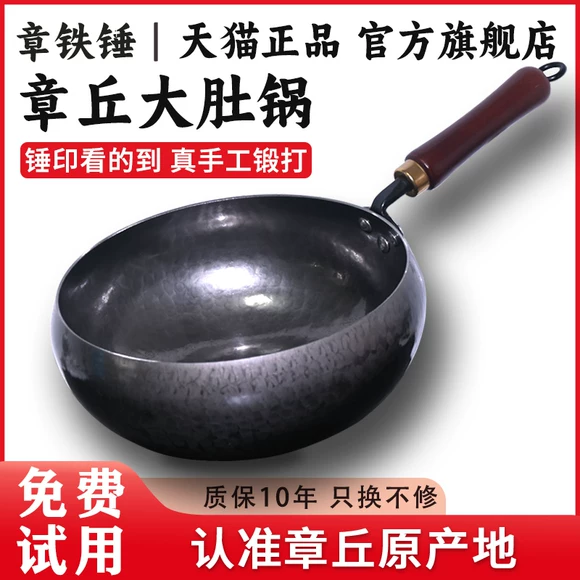 章铁锤｜天猫正品 官方旗舰店
章丘大肚锅
锤印看的到 真手工锻打
免费
试用
质保10年 只换不修
认准章丘原产地